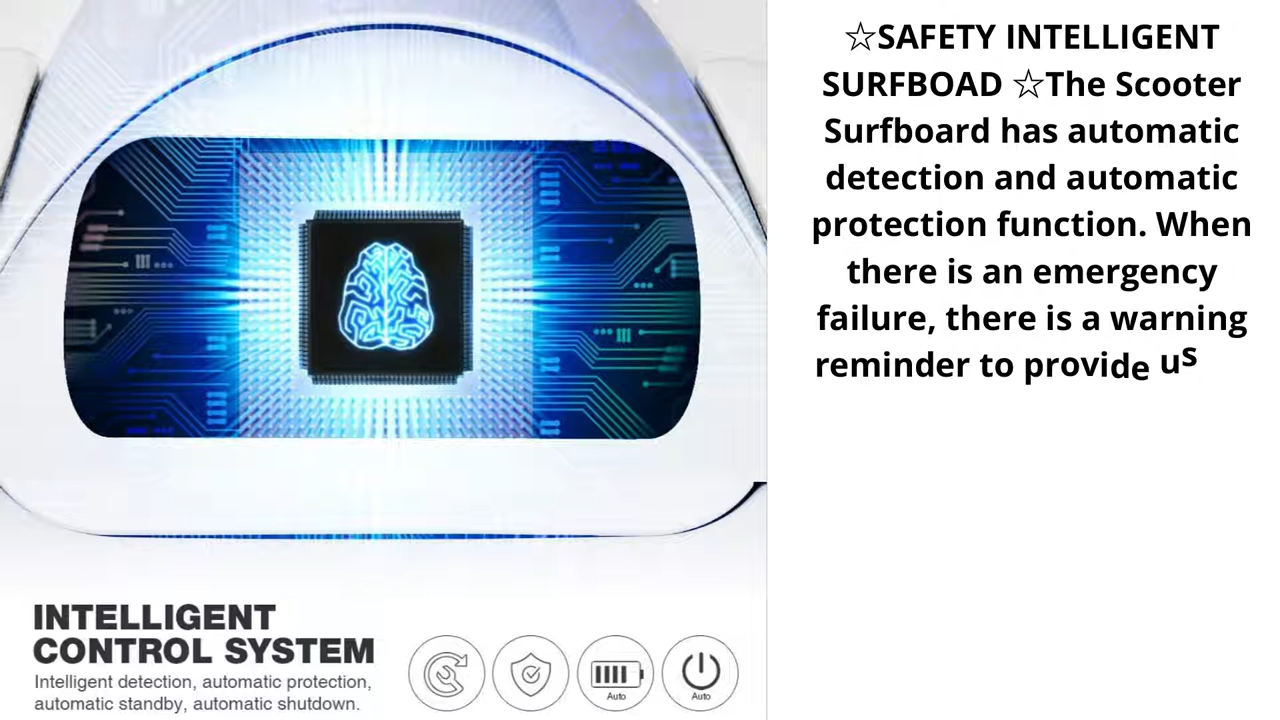 ☆SAFETY INTELLIGENT
SURFBOAD ☆The Scooter
Surfboard has automatic
detection and automatic
protection function. When
there is an emergency
failure, there is a warning
reminder to provide us
INTELLIGENT
CONTROL SYSTEM
Intelligent detection, automatic protection,
automatic standby, automatic shutdown.
Auto
Auto